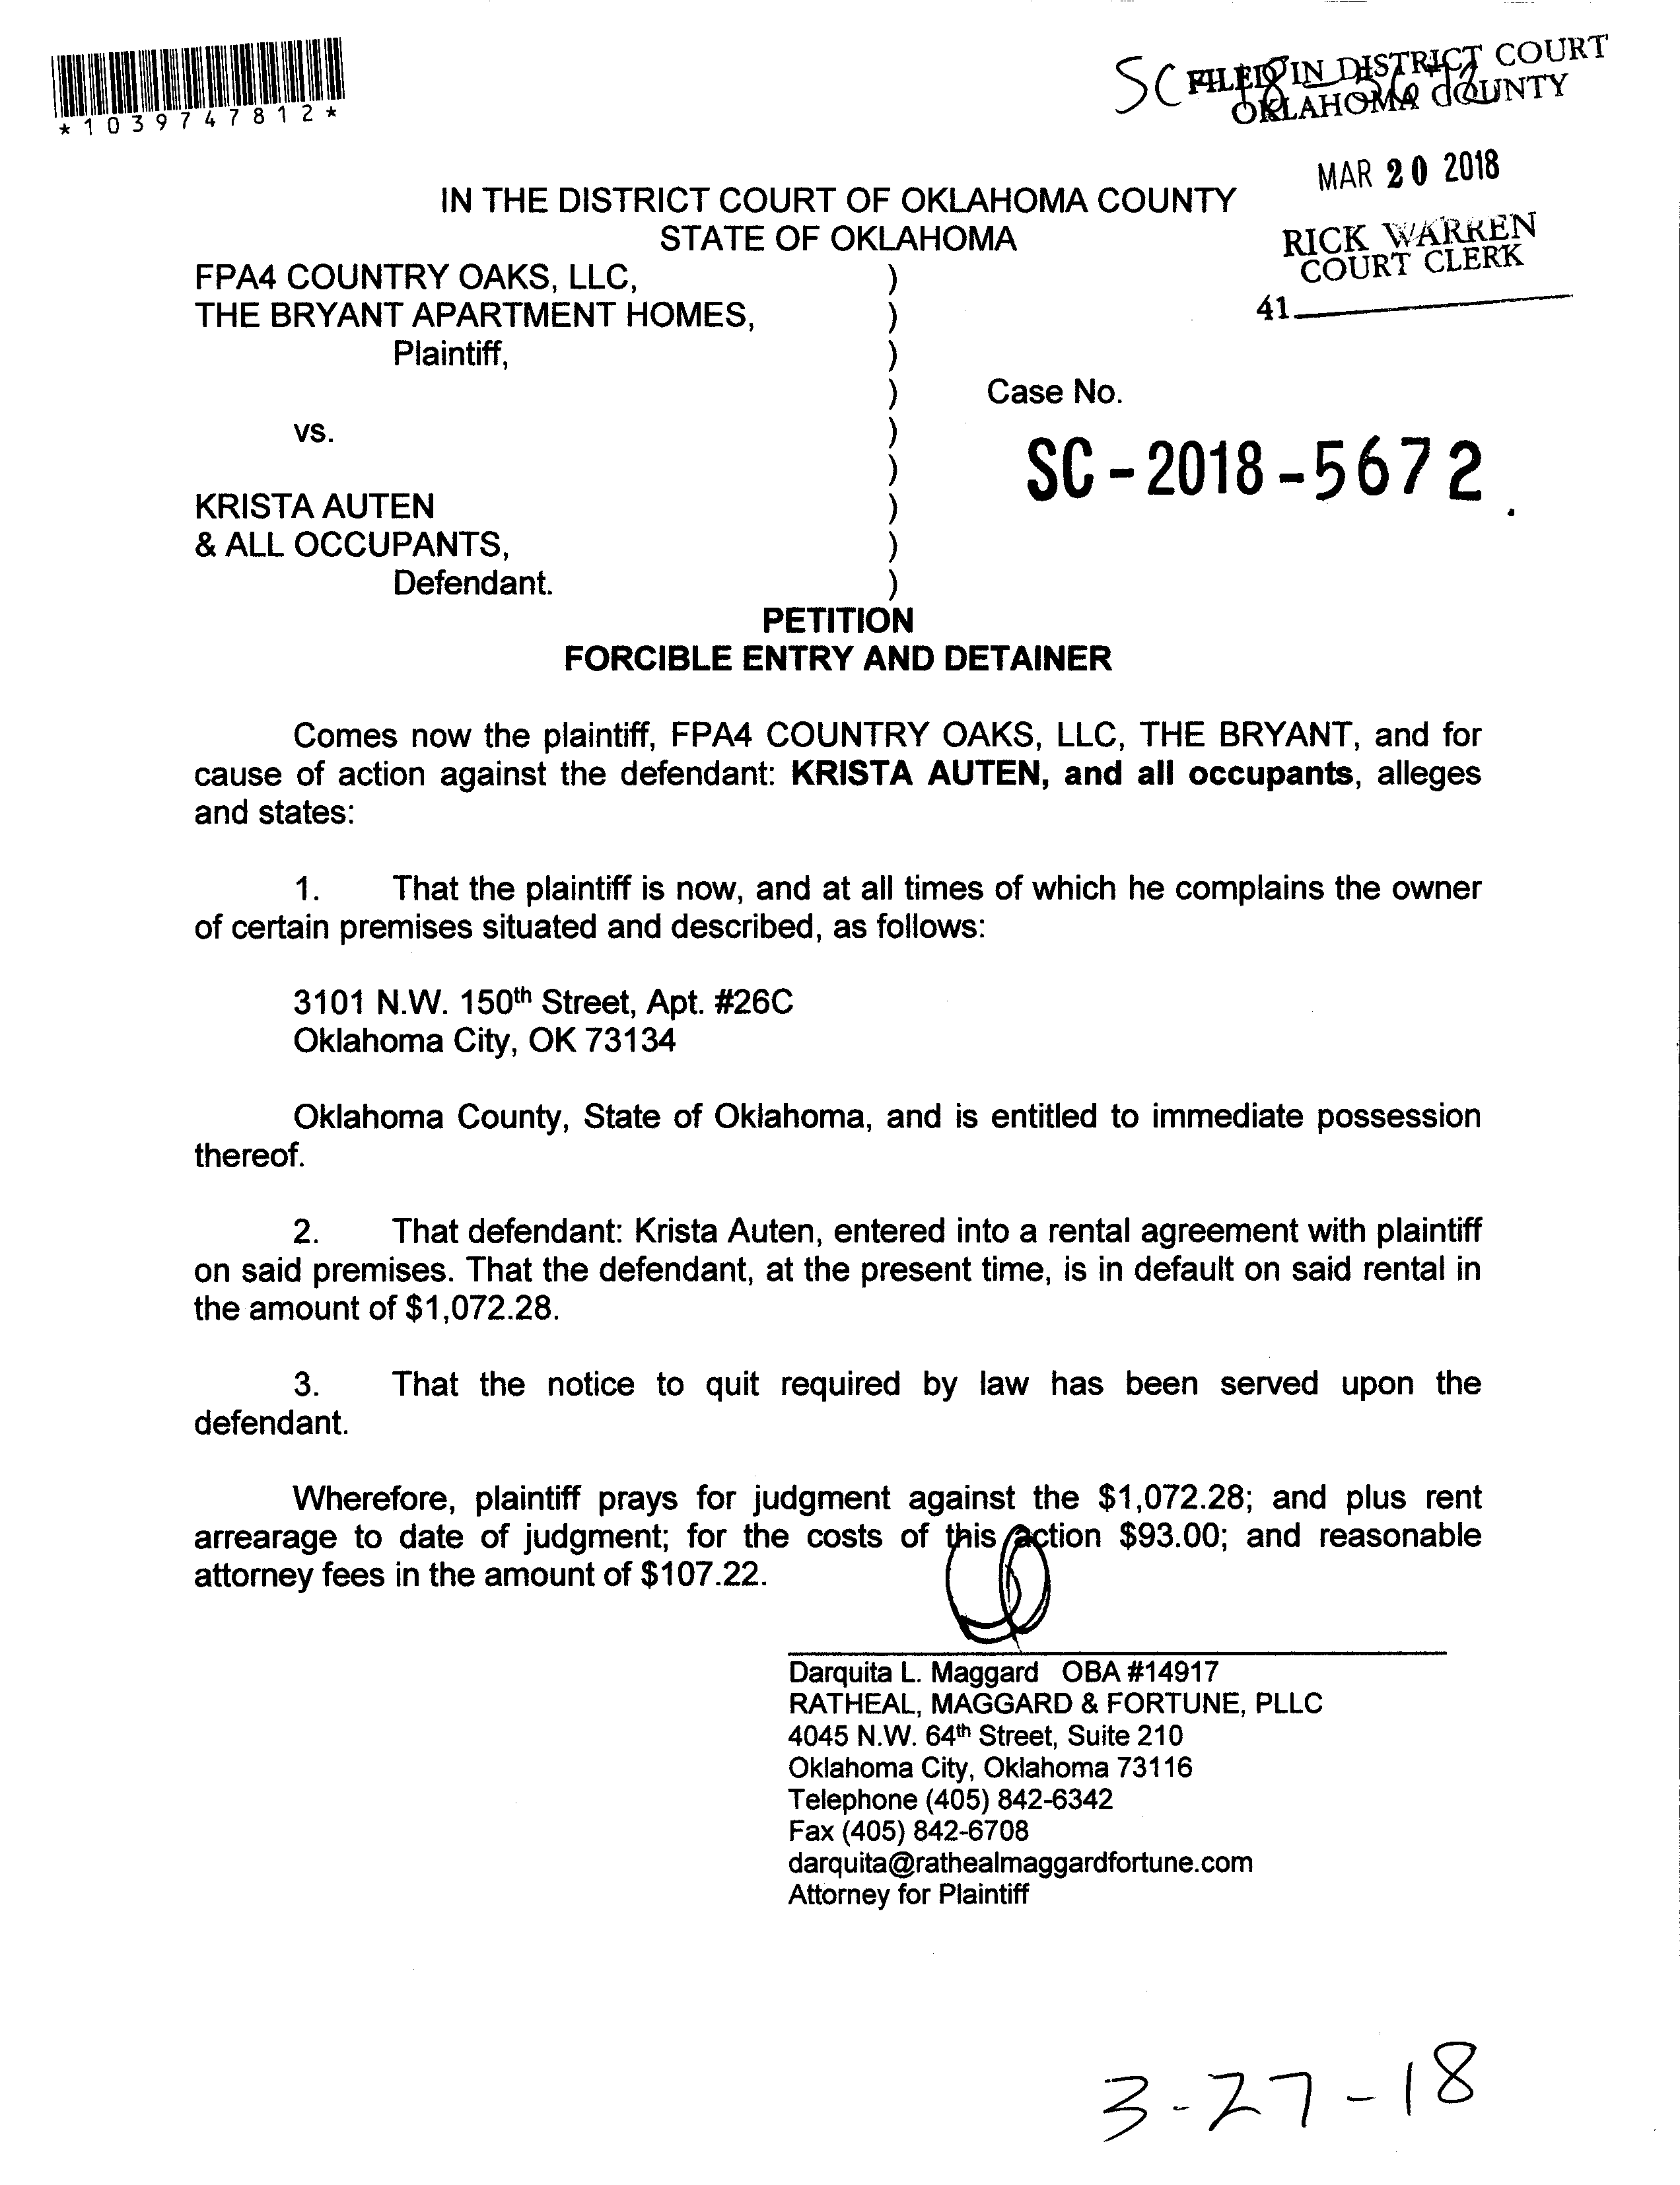 *1039747812*
SC 18-5672
FILED IN DISTRICT COURT
OKLAHOMA COUNTY
MAR 20 2018
RICK WARREN
COURT CLERK
41
IN THE DISTRICT COURT OF OKLAHOMA COUNTY
STATE OF OKLAHOMA
FPA4 COUNTRY OAKS, LLC, )
THE BRYANT APARTMENT HOMES, )
Plaintiff, )
) Case No.
vs. )
) SC-2018-5672.
KRISTA AUTEN )
& ALL OCCUPANTS, )
Defendant. )
PETITION
FORCIBLE ENTRY AND DETAINER
Comes now the plaintiff, FPA4 COUNTRY OAKS, LLC, THE BRYANT, and for
cause of action against the defendant: KRISTA AUTEN, and all occupants, alleges
and states:
1. That the plaintiff is now, and at all times of which he complains the owner
of certain premises situated and described, as follows:
3101 N.W. 150th Street, Apt. #26C
Oklahoma City, OK 73134
Oklahoma County, State of Oklahoma, and is entitled to immediate possession
thereof.
2. That defendant: Krista Auten, entered into a rental agreement with plaintiff
on said premises. That the defendant, at the present time, is in default on said rental in
the amount of $1,072.28.
3. That the notice to quit required by law has been served upon the
defendant.
Wherefore, plaintiff prays for judgment against the $1,072.28; and plus rent
arrearage to date of judgment; for the costs of this action $93.00; and reasonable
attorney fees in the amount of $107.22.
Darquita L. Maggard OBA #14917
RATHEAL, MAGGARD & FORTUNE, PLLC
4045 N.W. 64th Street, Suite 210
Oklahoma City, Oklahoma 73116
Telephone (405) 842-6342
Fax (405) 842-6708
darquita@rathealmaggardfortune.com
Attorney for Plaintiff
3-27-18